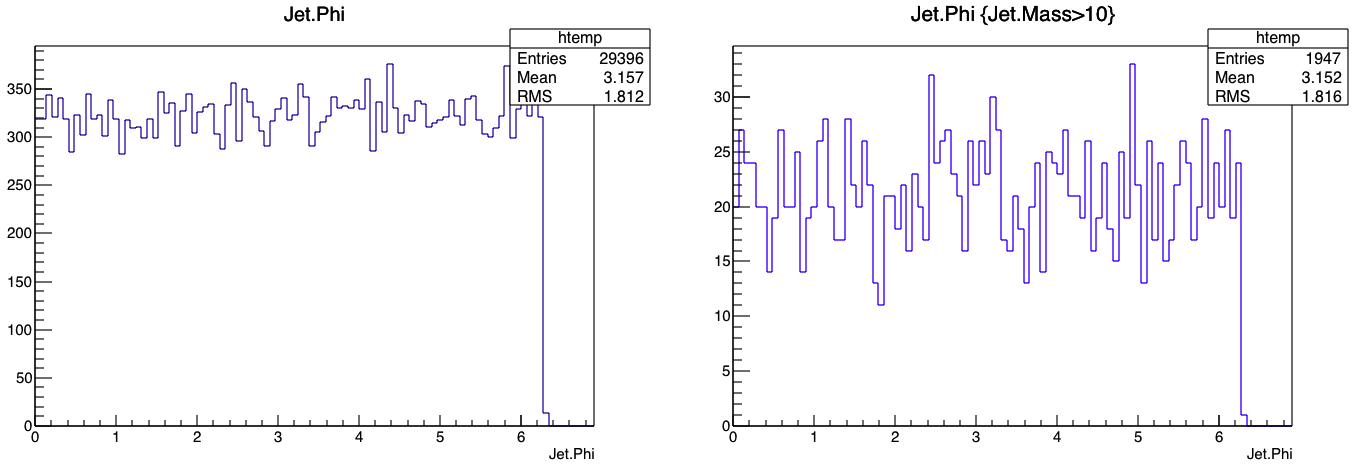 Jet.Phi
htemp
Entries 29396
Mean 3.157
RMS 1.812
350
300
250
200
150
100
50
0
0 1 2 3 4 5 6
Jet.Phi
Jet.Phi {Jet.Mass>10}
htemp
Entries 1947
Mean 3.152
RMS 1.816
30
25
20
15
10
5
0
0 1 2 3 4 5 6
Jet.Phi